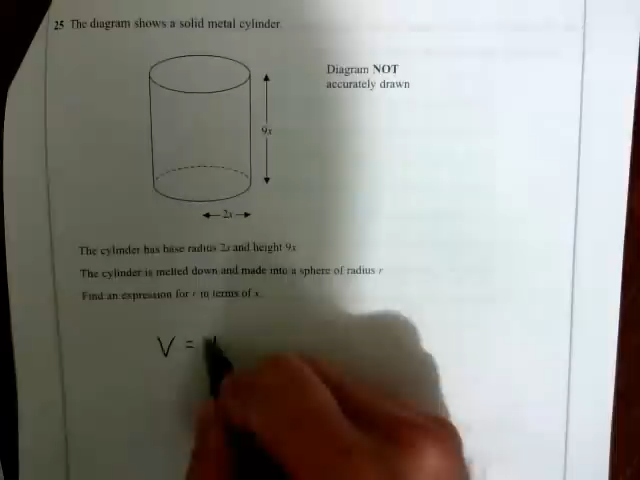 25 The diagram shows a solid metal cylinder.
Diagram NOT
accurately drawn
9x
2x
The cylinder has base radius 2x and height 9x
The cylinder is melted down and made into a sphere of radius r
Find an expression for r in terms of x.
V =